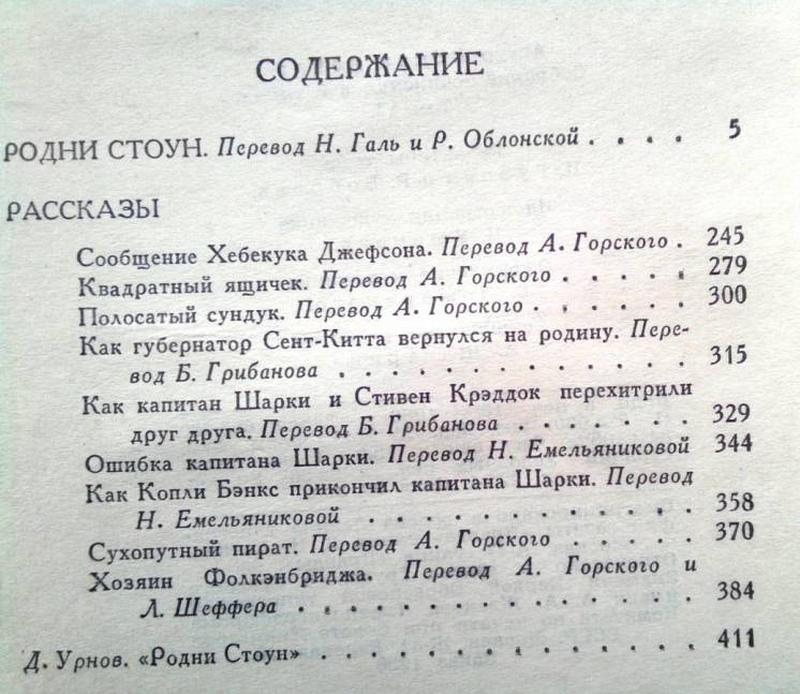 СОДЕРЖАНИЕ
РОДНИ СТОУН. Перевод Н. Галь и Р. Облонской . . . . 5
РАССКАЗЫ
Сообщение Хебекука Джефсона. Перевод А. Горского . 245
Квадратный ящичек. Перевод А. Горского . . . . . 279
Полосатый сундук. Перевод А. Горского . . . . . . 300
Как губернатор Сент-Китта вернулся на родину. Пере-
вод Б. Грибанова . . . . . . . . . . . . . 315
Как капитан Шарки и Стивен Крэддок перехитрили
друг друга. Перевод Б. Грибанова . . . . . . . 329
Ошибка капитана Шарки. Перевод Н. Емельяниковой 344
Как Копли Бэнкс прикончил капитана Шарки. Перевод
Н. Емельяниковой . . . . . . . . . . . . 358
Сухопутный пират. Перевод А. Горского . . . . . 370
Хозяин Фолкэнбриджа. Перевод А. Горского и
Л. Шеффера . . . . . . . . . . . . . . . 384
Д. Урнов. «Родни Стоун» . . . . . . . . . . . . . . 411